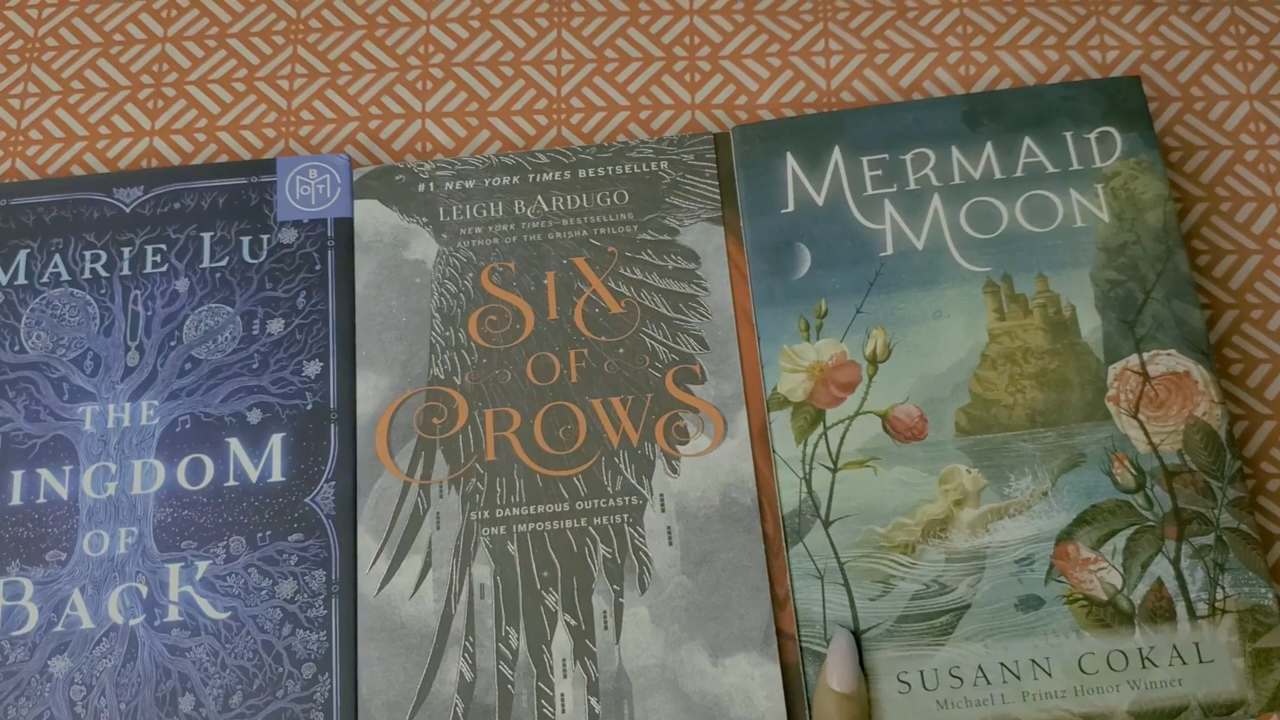 BOTM
MARIE LU
THE
KINGDOM
OF
BACK
#1 NEW YORK TIMES BESTSELLER
LEIGH BARDUGO
NEW YORK TIMES–BESTSELLING
AUTHOR OF THE GRISHA TRILOGY
SIX
OF
CROWS
SIX DANGEROUS OUTCASTS.
ONE IMPOSSIBLE HEIST.
MERMAID
MOON
SUSANN COKAL
Michael L. Printz Honor Winner